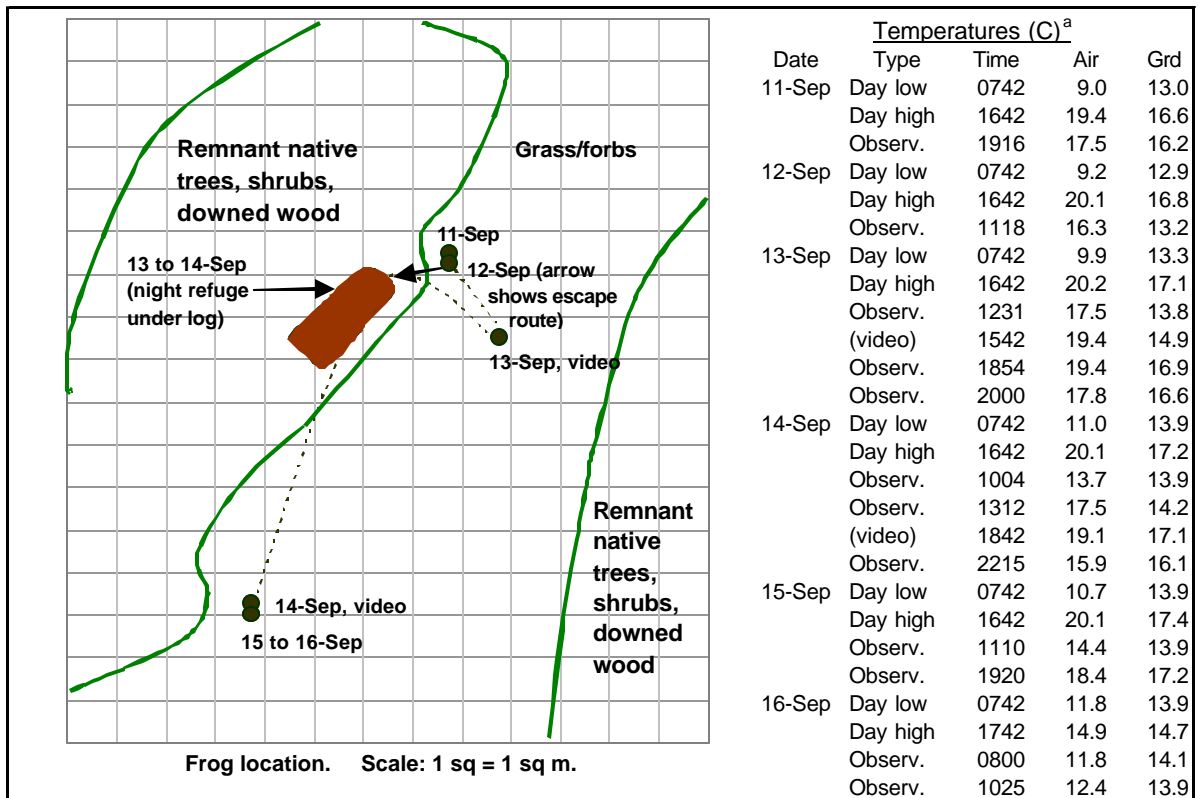 Remnant native
trees, shrubs,
downed wood
Grass/forbs
11-Sep
13 to 14-Sep
(night refuge
under log)
12-Sep (arrow
shows escape
route)
13-Sep, video
14-Sep, video
15 to 16-Sep
Remnant
native
trees,
shrubs,
downed
wood
Frog location. Scale: 1 sq = 1 sq m.
Temperatures (C)a
Date Type Time Air Grd
11-Sep Day low 0742 9.0 13.0
Day high 1642 19.4 16.6
Observ. 1916 17.5 16.2
12-Sep Day low 0742 9.2 12.9
Day high 1642 20.1 16.8
Observ. 1118 16.3 13.2
13-Sep Day low 0742 9.9 13.3
Day high 1642 20.2 17.1
Observ. 1231 17.5 13.8
(video) 1542 19.4 14.9
Observ. 1854 19.4 16.9
Observ. 2000 17.8 16.6
14-Sep Day low 0742 11.0 13.9
Day high 1642 20.1 17.2
Observ. 1004 13.7 13.9
Observ. 1312 17.5 14.2
(video) 1842 19.1 17.1
Observ. 2215 15.9 16.1
15-Sep Day low 0742 10.7 13.9
Day high 1642 20.1 17.4
Observ. 1110 14.4 13.9
Observ. 1920 18.4 17.2
16-Sep Day low 0742 11.8 13.9
Day high 1742 14.9 14.7
Observ. 0800 11.8 14.1
Observ. 1025 12.4 13.9